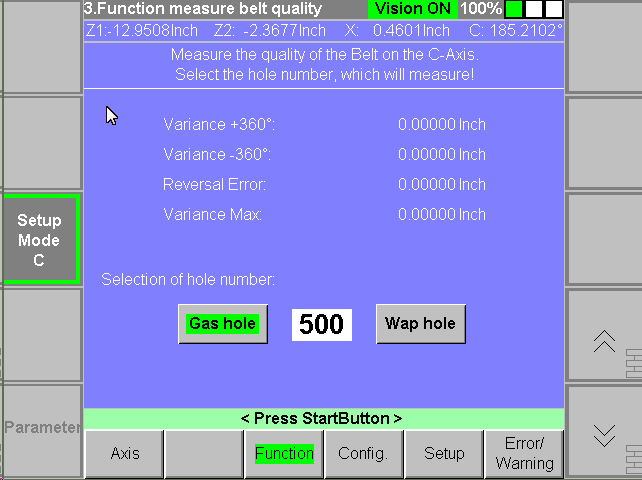 3.Function measure belt quality Vision ON 100%
Z1:-12.9508Inch Z2: -2.3677Inch X: 0.4601Inch C: 185.2102°
Measure the quality of the Belt on the C-Axis.
Select the hole number, which will measure!
Variance +360°: 0.00000 Inch
Variance -360°: 0.00000 Inch
Reversal Error: 0.00000 Inch
Variance Max: 0.00000 Inch
Setup
Mode
C
Selection of hole number:
Gas hole 500 Wap hole
Parameter
< Press StartButton >
Axis Function Config. Setup Error/
Warning